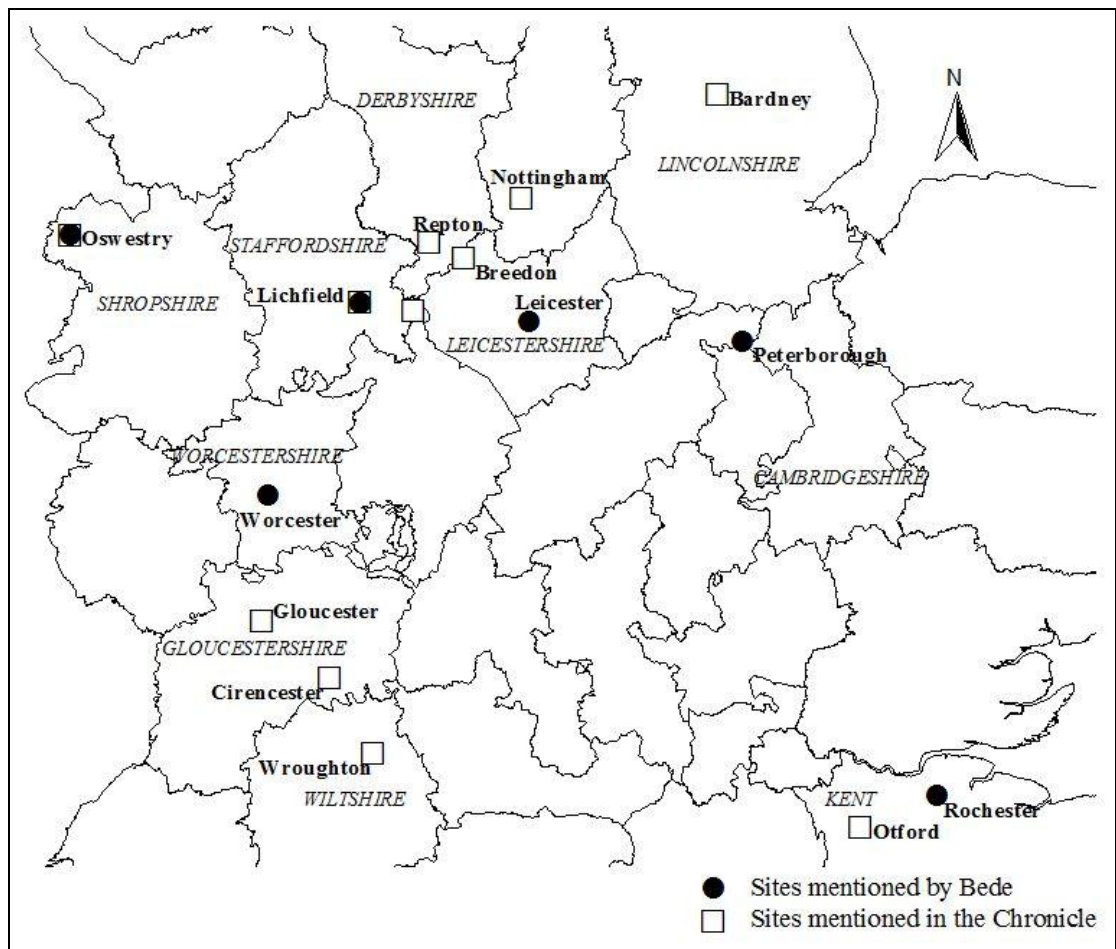 N
DERBYSHIRE
Bardney
LINCOLNSHIRE
Nottingham
Repton
Oswestry
STAFFORDSHIRE
Breedon
Lichfield
Leicester
SHROPSHIRE
LEICESTERSHIRE
Peterborough
WORCESTERSHIRE
CAMBRIDGESHIRE
Worcester
Gloucester
GLOUCESTERSHIRE
Cirencester
Wroughton
WILTSHIRE
KENT
Rochester
Otford
Sites mentioned by Bede
Sites mentioned in the Chronicle